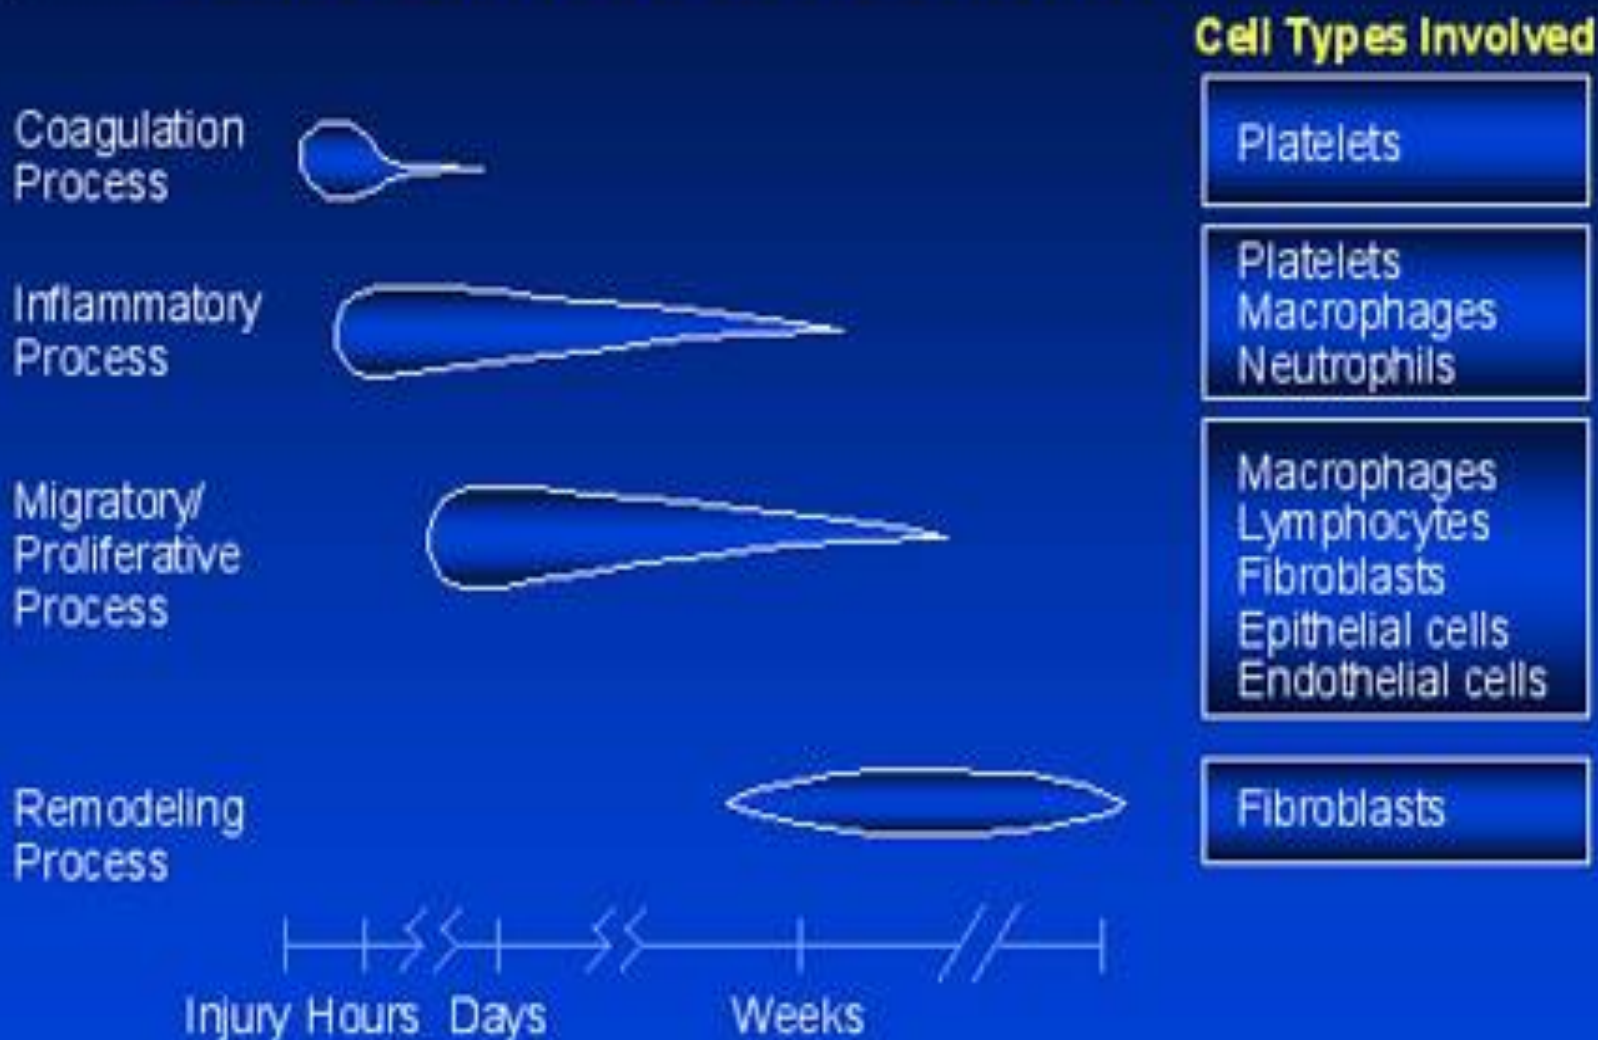 Cell Types Involved
Coagulation
Process
Platelets
Inflammatory
Process
Platelets
Macrophages
Neutrophils
Migratory/
Proliferative
Process
Macrophages
Lymphocytes
Fibroblasts
Epithelial cells
Endothelial cells
Remodeling
Process
Fibroblasts
Injury Hours Days Weeks